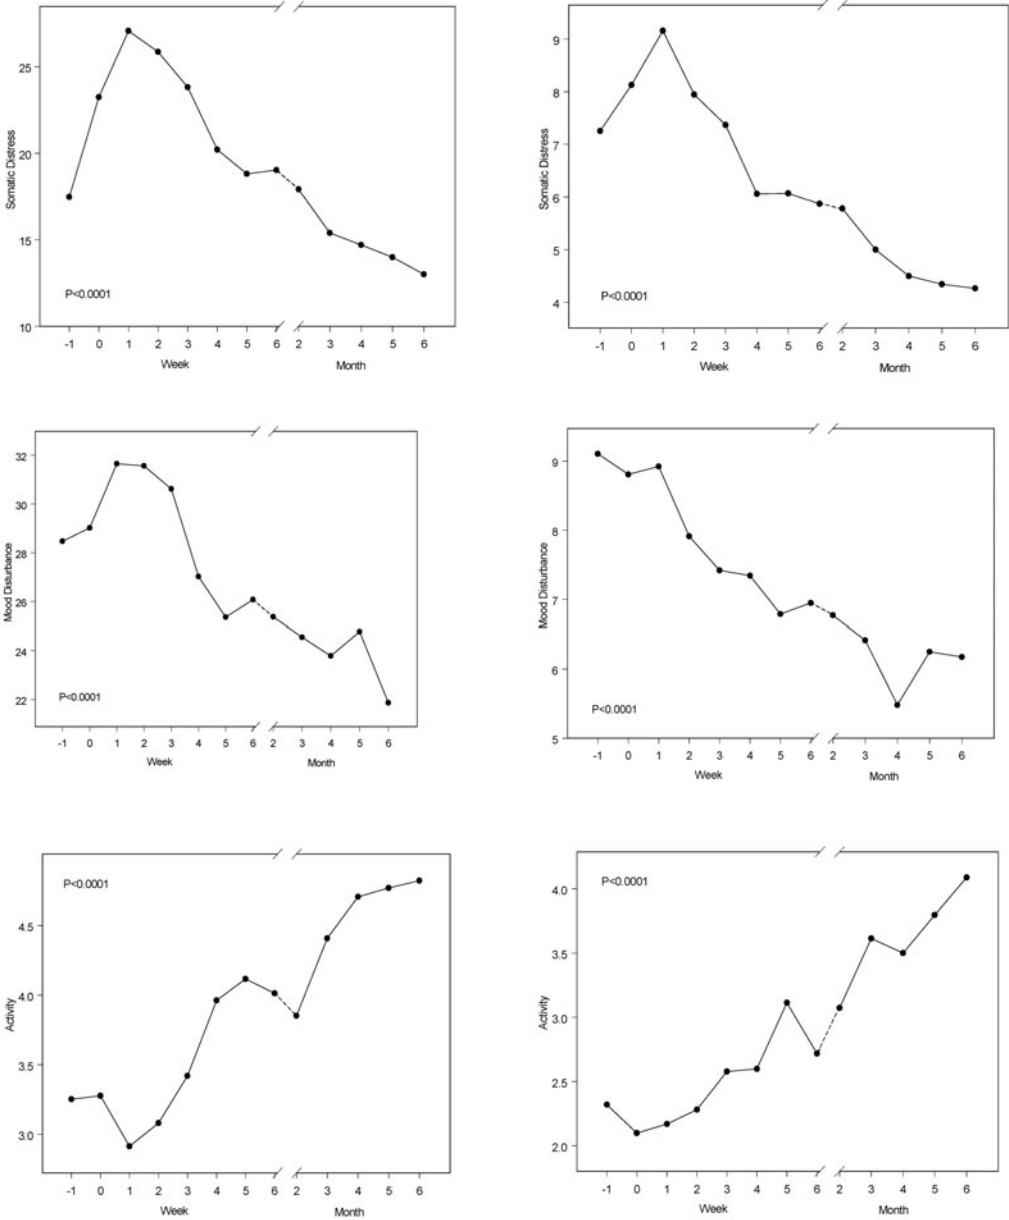 25
20
15
10
Somatic Distress
P<0.0001
-1 0 1 2 3 4 5 6 2 3 4 5 6
Week Month
9
8
7
6
5
4
Somatic Distress
P<0.0001
-1 0 1 2 3 4 5 6 2 3 4 5 6
Week Month
32
30
28
26
24
22
Mood Disturbance
P<0.0001
-1 0 1 2 3 4 5 6 2 3 4 5 6
Week Month
9
8
7
6
5
Mood Disturbance
P<0.0001
-1 0 1 2 3 4 5 6 2 3 4 5 6
Week Month
P<0.0001
4.5
4.0
3.5
3.0
Activity
-1 0 1 2 3 4 5 6 2 3 4 5 6
Week Month
P<0.0001
4.0
3.5
3.0
2.5
2.0
Activity
-1 0 1 2 3 4 5 6 2 3 4 5 6
Week Month